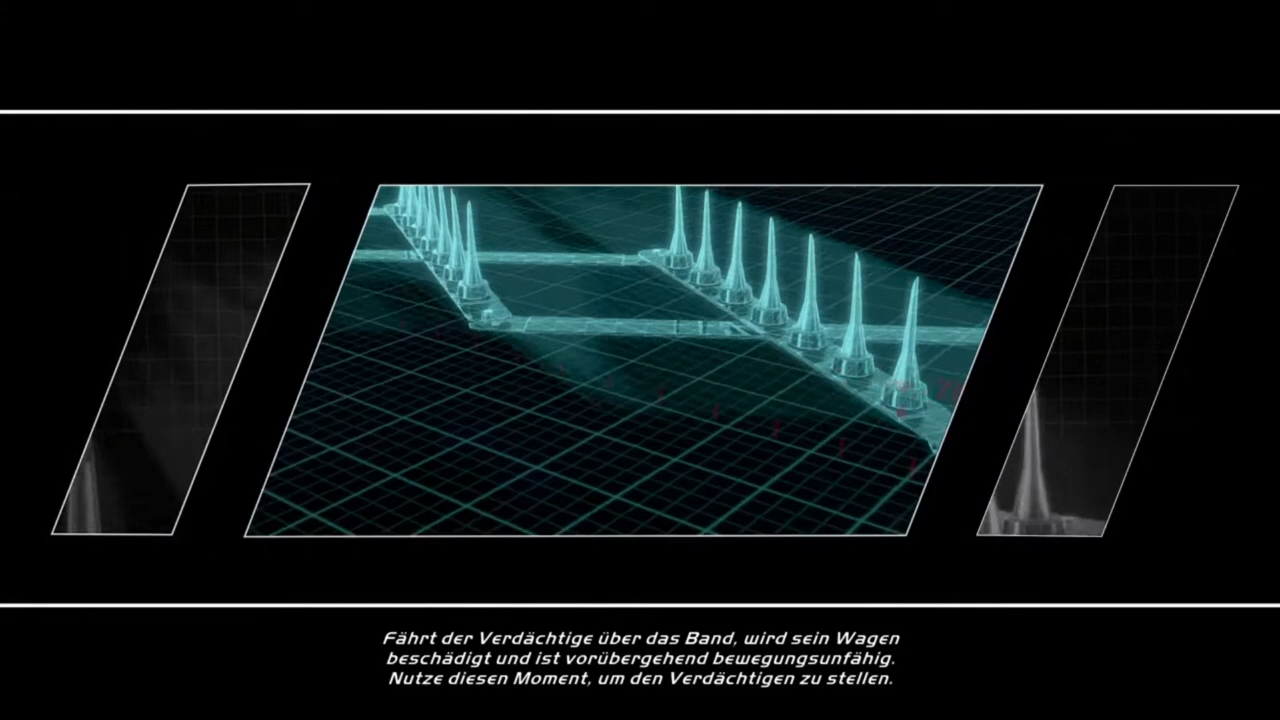 Fährt der Verdächtige über das Band, wird sein Wagen
beschädigt und ist vorübergehend bewegungsunfähig.
Nutze diesen Moment, um den Verdächtigen zu stellen.